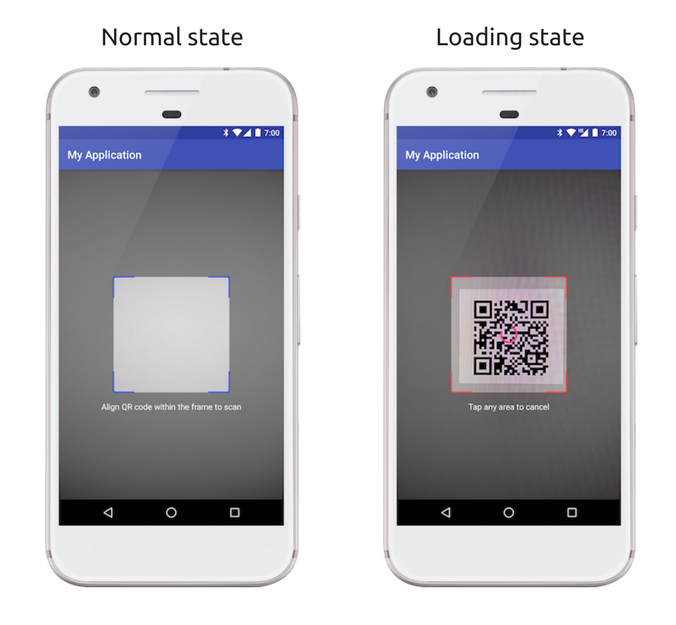 Normal state
Loading state
7:00
My Application
Align QR code within the frame to scan
7:00
My Application
Tap any area to cancel